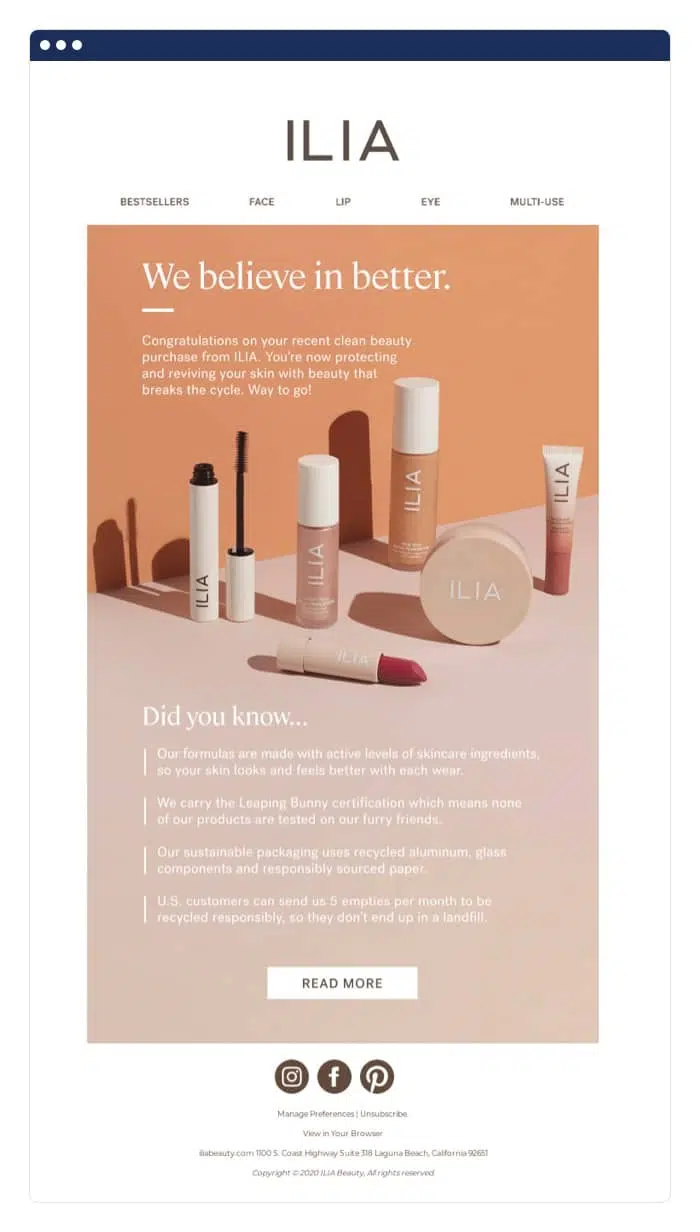 ILIA
BESTSELLERS FACE LIP EYE MULTI-USE
We believe in better.
Congratulations on your recent clean beauty
purchase from ILIA. You're now protecting
and reviving your skin with beauty that
breaks the cycle. Way to go!
ILIA
ILIA
ILIA
ILIA
ILIA
ILIA
Did you know...
Our formulas are made with active levels of skincare ingredients,
so your skin looks and feels better with each wear.
We carry the Leaping Bunny certification which means none
of our products are tested on our furry friends.
Our sustainable packaging uses recycled aluminum, glass
components and responsibly sourced paper.
U.S. customers can send us 5 empties per month to be
recycled responsibly, so they don't end up in a landfill.
READ MORE
Manage Preferences | Unsubscribe.
View in Your Browser
iliabeauty.com 1100 S. Coast Highway Suite 318 Laguna Beach, California 92651
Copyright © 2020 ILIA Beauty, All rights reserved.